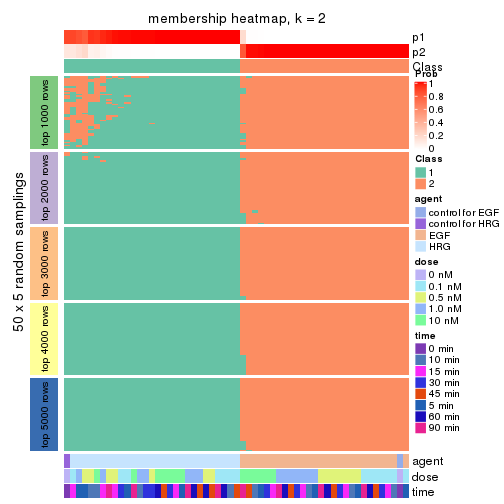 membership heatmap, k = 2
p1
p2
Class
50 x 5 random samplings
top 1000 rows
top 2000 rows
top 3000 rows
top 4000 rows
top 5000 rows
agent
dose
time
Prob
1
0.8
0.6
0.4
0.2
0
Class
1
2
agent
control for EGF
control for HRG
EGF
HRG
dose
0 nM
0.1 nM
0.5 nM
1.0 nM
10 nM
time
0 min
10 min
15 min
30 min
45 min
5 min
60 min
90 min